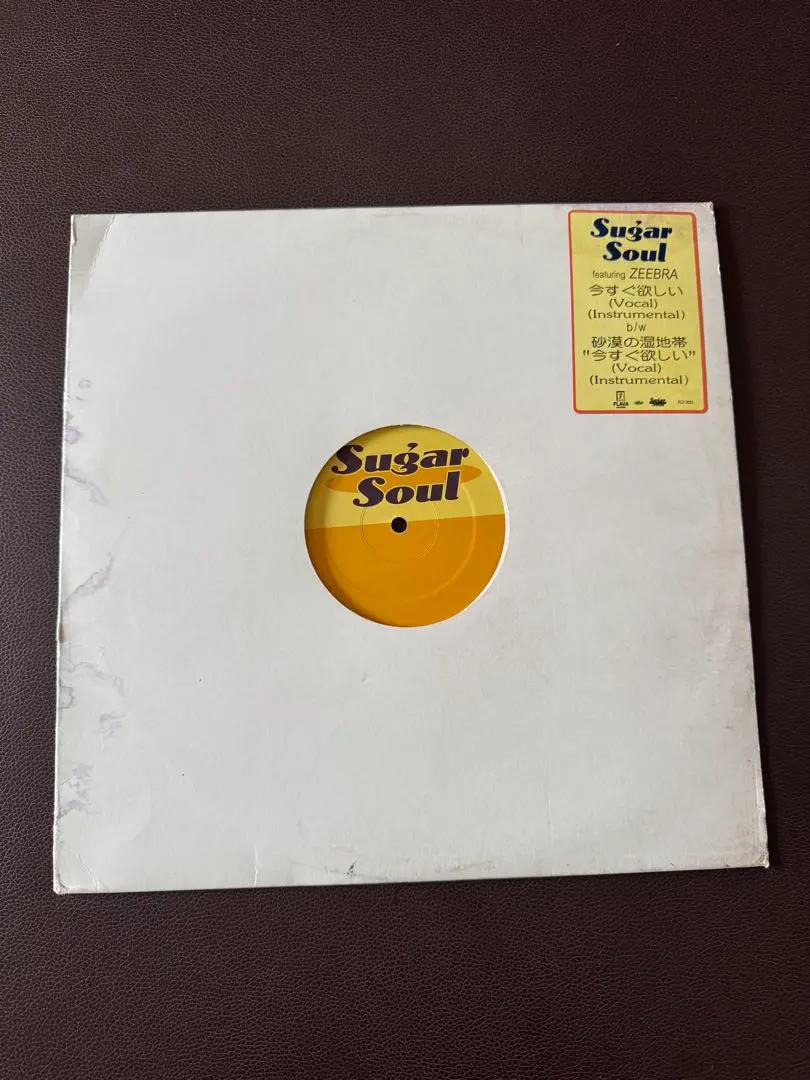 Sugar
Soul
featuring ZEEBRA
今すぐ欲しい
(Vocal)
(Instrumental)
b/w
砂漠の湿地帯
"今すぐ欲しい"
(Vocal)
(Instrumental)
FLAVA
Sugar
Soul